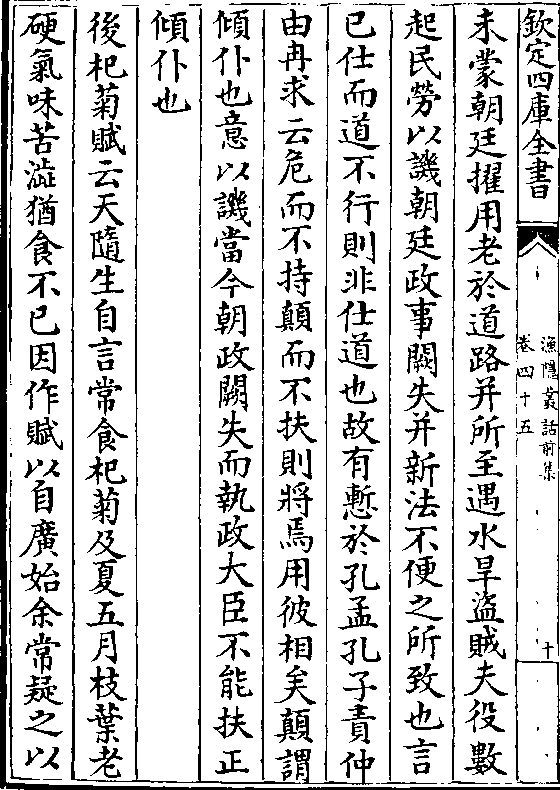 欽定四庫全書
漁隱叢話前集
卷四十五
十
未蒙朝廷擢用老於道路并所至遇水旱盜賊夫役數
起民勞以譏朝廷政事闕失并新法不便之所致也言
已仕而道不行則非仕道也故有慙於孔孟孔子責仲
由冉求云危而不持顛而不扶則將焉用彼相矣顛謂
傾仆也意以譏當今朝政闕失而執政大臣不能扶正
傾仆也
後杞菊賦云天隨生自言常食杞菊及夏五月枝葉老
硬氣味苦澁猶食不已因作賦以自廣始余常疑之以